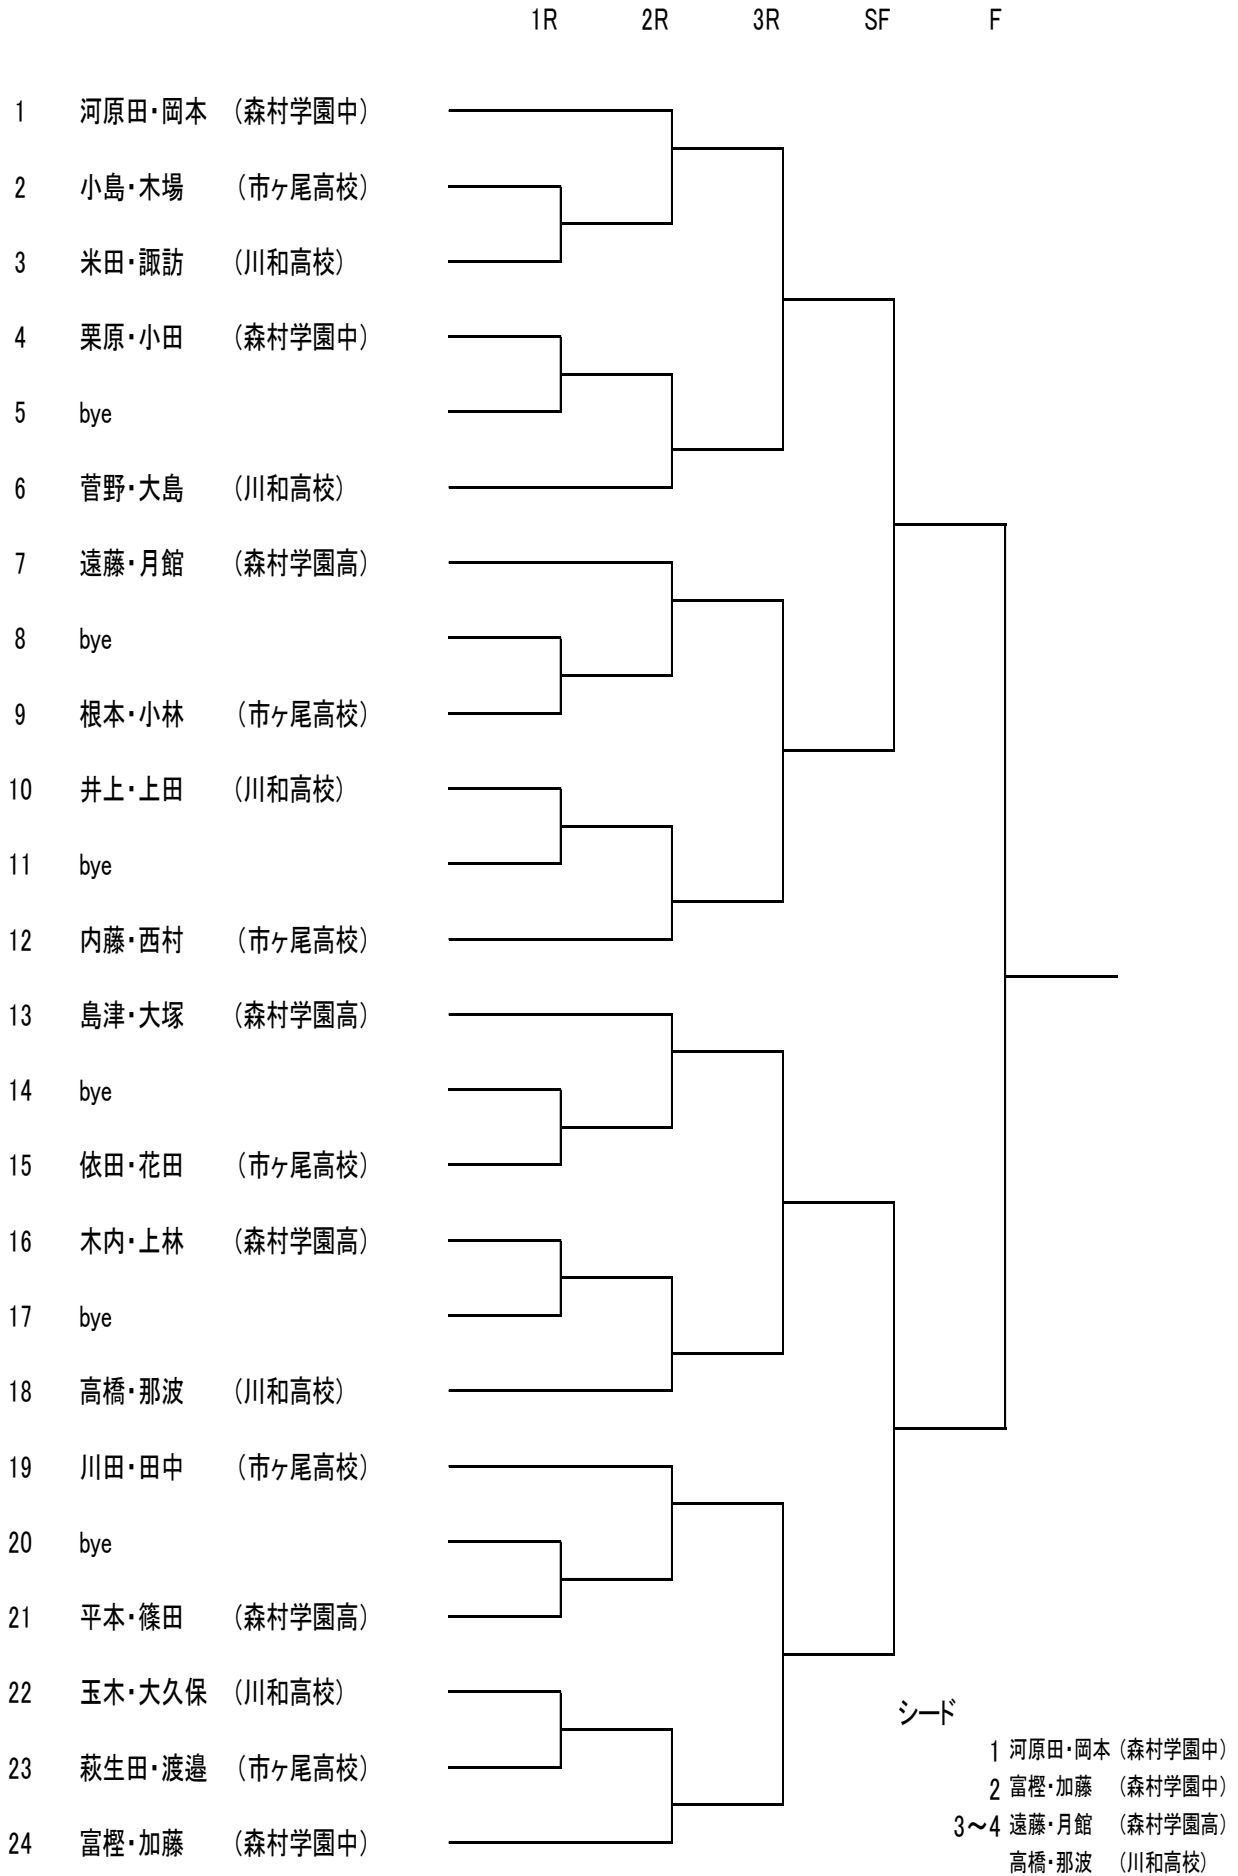 1R 2R 3R SF F
1 河原田・岡本 (森村学園中)
2 小島・木場 (市ヶ尾高校)
3 米田・諏訪 (川和高校)
4 栗原・小田 (森村学園中)
5 bye
6 菅野・大島 (川和高校)
7 遠藤・月館 (森村学園高)
8 bye
9 根本・小林 (市ヶ尾高校)
10 井上・上田 (川和高校)
11 bye
12 内藤・西村 (市ヶ尾高校)
13 島津・大塚 (森村学園高)
14 bye
15 依田・花田 (市ヶ尾高校)
16 木内・上林 (森村学園高)
17 bye
18 高橋・那波 (川和高校)
19 川田・田中 (市ヶ尾高校)
20 bye
21 平本・篠田 (森村学園高)
22 玉木・大久保 (川和高校)
23 萩生田・渡邉 (市ヶ尾高校)
24 富樫・加藤 (森村学園中)
シード
1 河原田・岡本 (森村学園中)
2 富樫・加藤 (森村学園中)
3～4 遠藤・月館 (森村学園高)
高橋・那波 (川和高校)